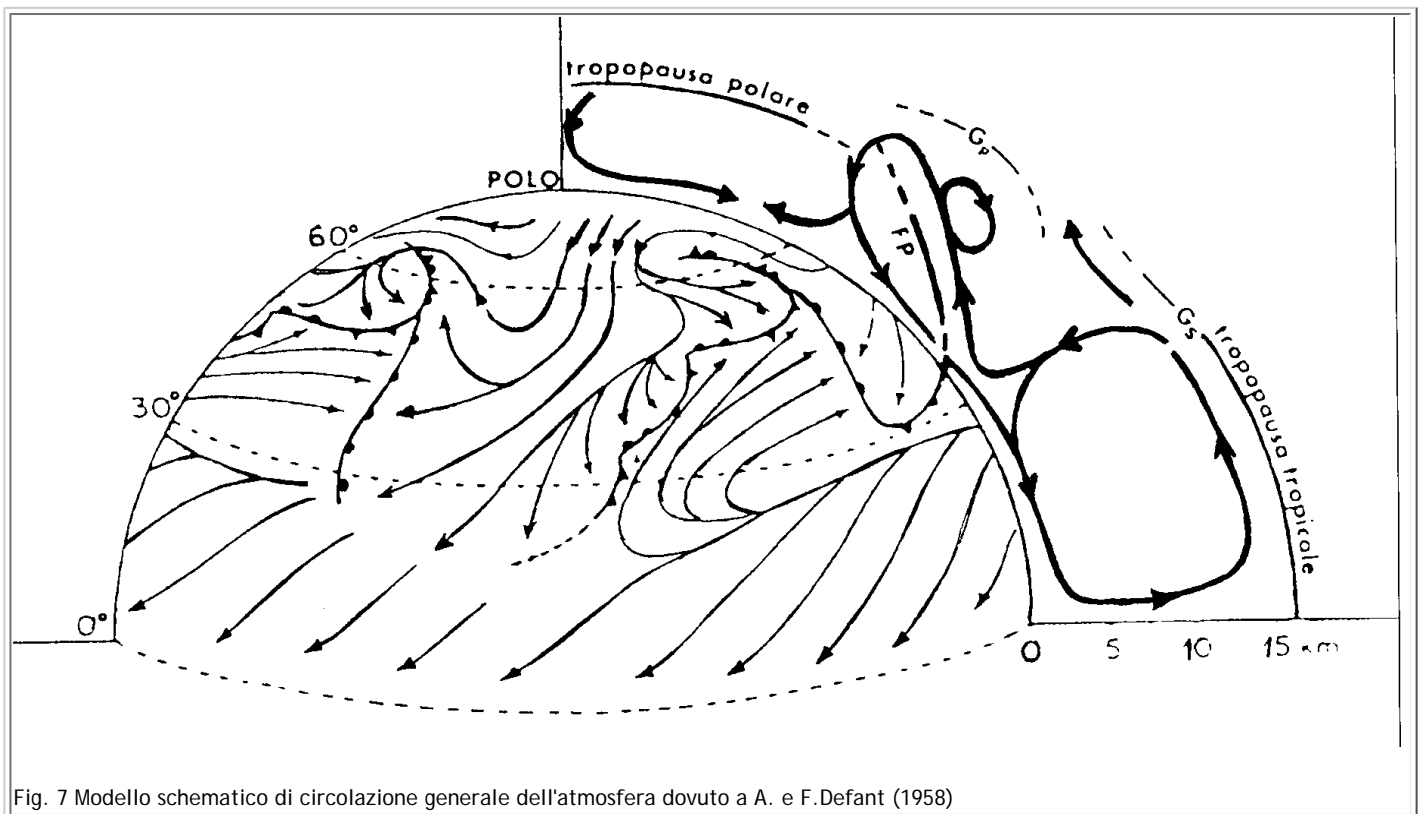 tropopausa polare
Gp
POLO
FP
60°
Gs
tropopausa tropicale
30°
0°
0 5 10 15 km
Fig. 7 Modello schematico di circolazione generale dell'atmosfera dovuto a A. e F.Defant (1958)